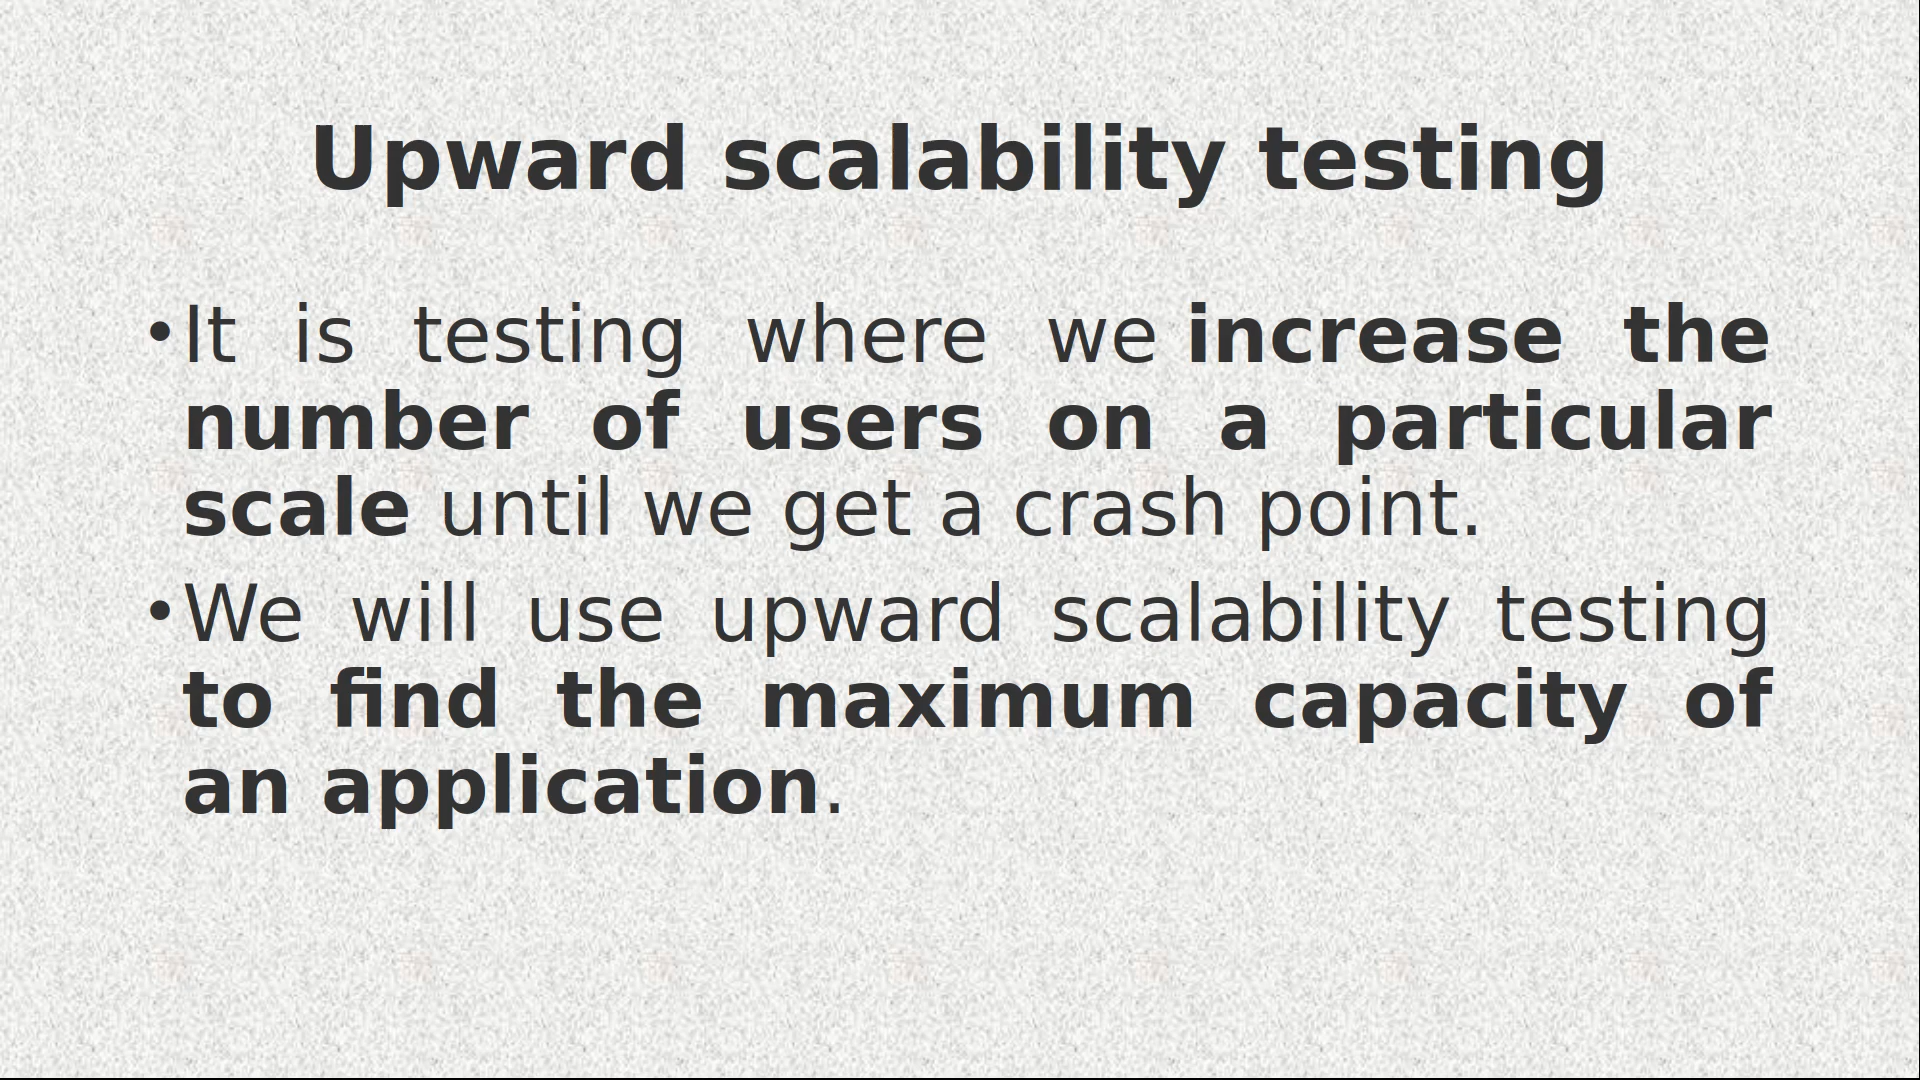 Upward scalability testing
•It is testing where we increase the
number of users on a particular
scale until we get a crash point.
•We will use upward scalability testing
to find the maximum capacity of
an application.